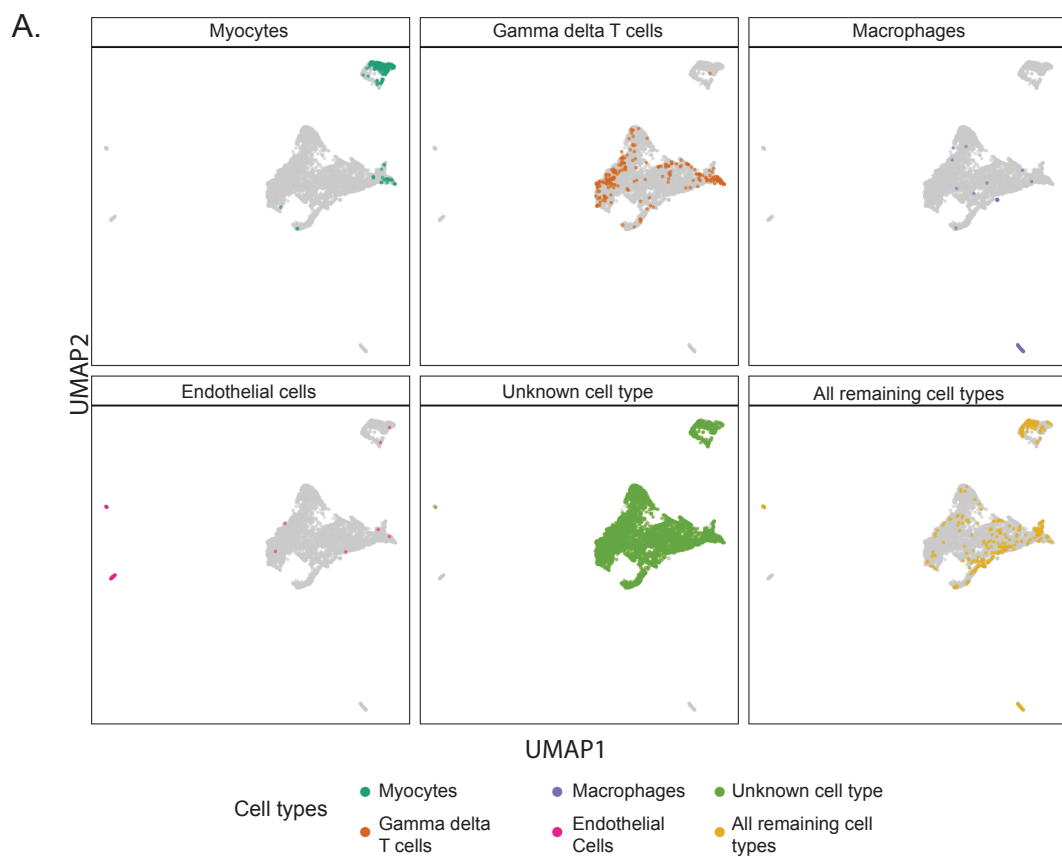 A.
Myocytes
Gamma delta T cells
Macrophages
UMAP2
Endothelial cells
Unknown cell type
All remaining cell types
UMAP1
Cell types
Myocytes
Macrophages
Unknown cell type
Gamma delta
T cells
Endothelial
Cells
All remaining cell
types